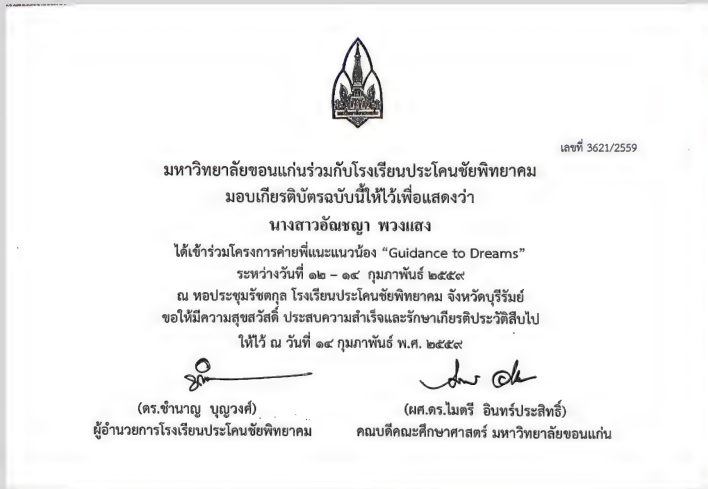 เลขที่ 3621/2559
มหาวิทยาลัยขอนแก่นร่วมกับโรงเรียนประโคนชัยพิทยาคม
มอบเกียรติบัตรฉบับนี้ให้ไว้เพื่อแสดงว่า
นางสาวอัณชญา พวงแสง
ได้เข้าร่วมโครงการค่ายพี่แนะแนวน้อง “Guidance to Dreams”
ระหว่างวันที่ ๑๒ – ๑๔ กุมภาพันธ์ ๒๕๕๙
ณ หอประชุมรัชตกุล โรงเรียนประโคนชัยพิทยาคม จังหวัดบุรีรัมย์
ขอให้มีความสุขสวัสดิ์ ประสบความสำเร็จและรักษาเกียรติประวัติสืบไป
ให้ไว้ ณ วันที่ ๑๔ กุมภาพันธ์ พ.ศ. ๒๕๕๙
(ดร.ชำนาญ บุญวงศ์)
ผู้อำนวยการโรงเรียนประโคนชัยพิทยาคม
(ผศ.ดร.ไมตรี อินทร์ประสิทธิ์)
คณบดีคณะศึกษาศาสตร์ มหาวิทยาลัยขอนแก่น